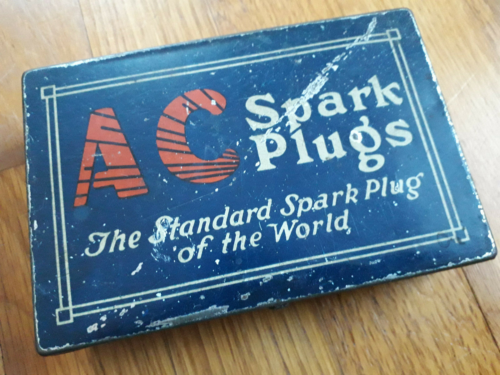 AC Spark
Plugs
The Standard Spark Plug
of the World